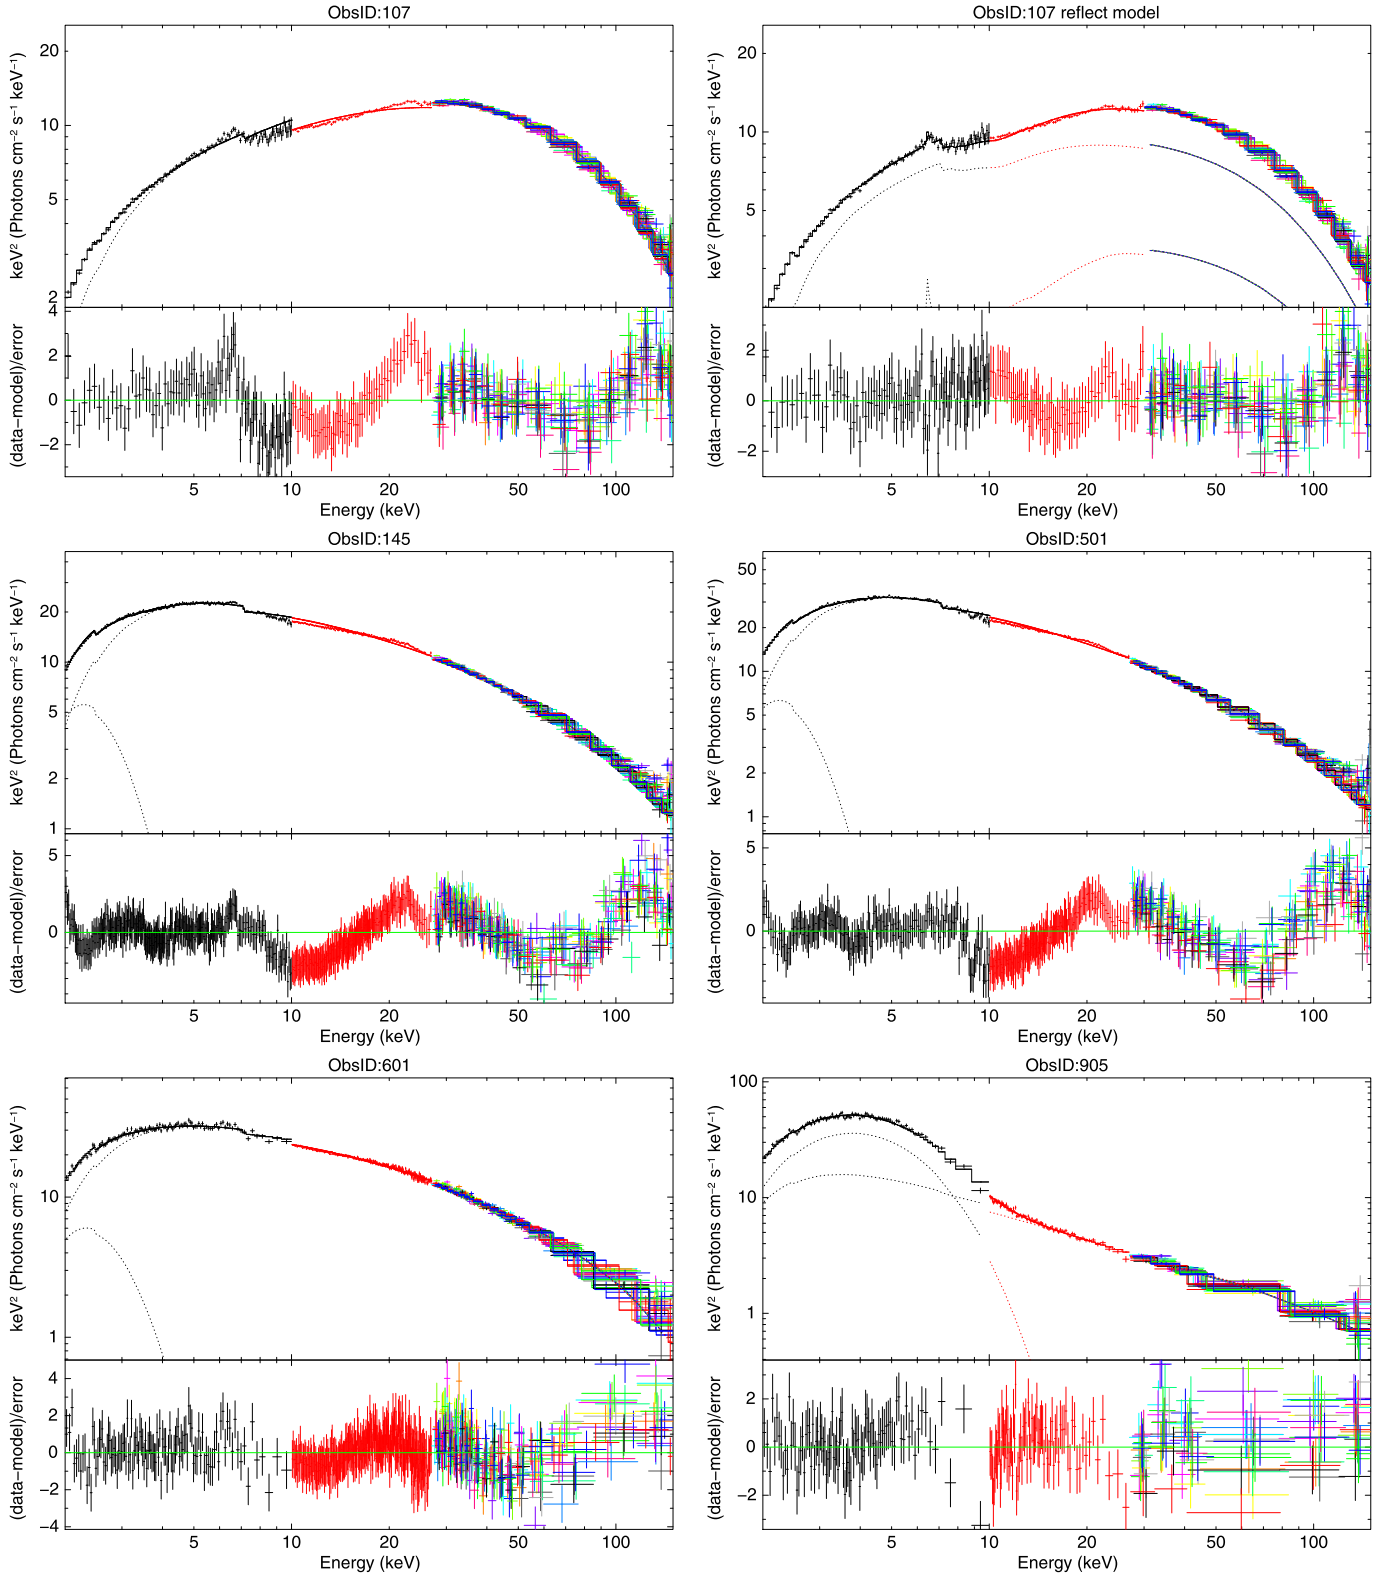 ObsID:107
keV² (Photons cm⁻² s⁻¹ keV⁻¹)
20
10
5
2
(data−model)/error
4
2
0
−2
5 10 20 50 100
Energy (keV)
ObsID:107 reflect model
keV² (Photons cm⁻² s⁻¹ keV⁻¹)
20
10
5
(data−model)/error
2
0
−2
5 10 20 50 100
Energy (keV)
ObsID:145
keV² (Photons cm⁻² s⁻¹ keV⁻¹)
20
10
5
2
1
(data−model)/error
5
0
5 10 20 50 100
Energy (keV)
ObsID:501
keV² (Photons cm⁻² s⁻¹ keV⁻¹)
50
20
10
5
2
1
(data−model)/error
5
0
5 10 20 50 100
Energy (keV)
ObsID:601
keV² (Photons cm⁻² s⁻¹ keV⁻¹)
10
1
(data−model)/error
4
2
0
−2
−4
5 10 20 50 100
Energy (keV)
ObsID:905
keV² (Photons cm⁻² s⁻¹ keV⁻¹)
100
10
1
(data−model)/error
2
0
−2
5 10 20 50 100
Energy (keV)